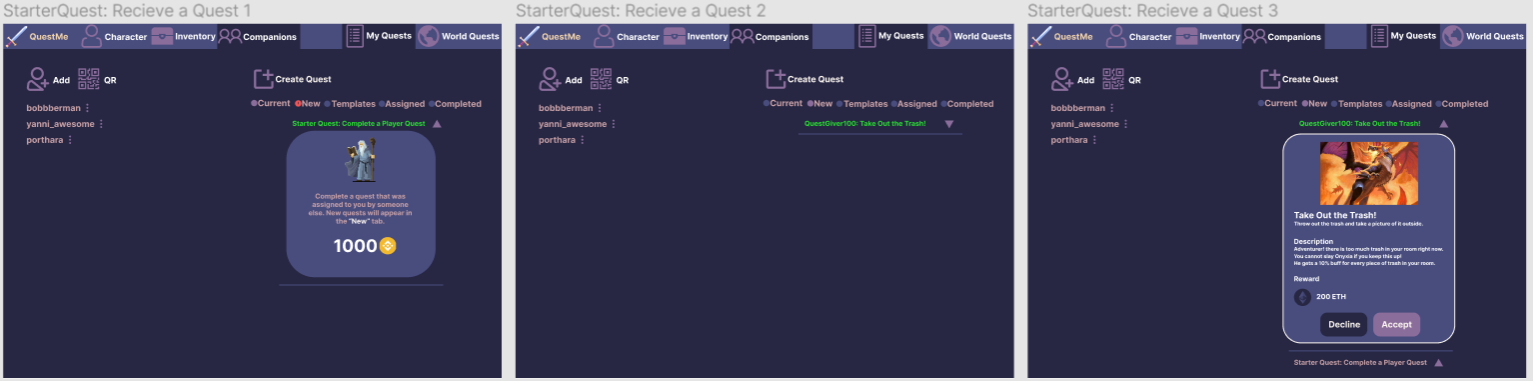 StarterQuest: Recieve a Quest 1
QuestMe Character Inventory Companions My Quests World Quests
Add QR
Create Quest
Current New Templates Assigned Completed
bobbberman
yanni_awesome
porthara
Starter Quest: Complete a Player Quest
Complete a quest that was
assigned to you by someone
else. New quests will appear in
the "New" tab.
1000
StarterQuest: Recieve a Quest 2
QuestMe Character Inventory Companions My Quests World Quests
Add QR
Create Quest
Current New Templates Assigned Completed
bobbberman
yanni_awesome
porthara
QuestGiver100: Take Out the Trash!
StarterQuest: Recieve a Quest 3
QuestMe Character Inventory Companions My Quests World Quests
Add QR
Create Quest
Current New Templates Assigned Completed
bobbberman
yanni_awesome
porthara
QuestGiver100: Take Out the Trash!
Take Out the Trash!
Throw out the trash and take a picture of it outside.
Description
Adventurer! there is too much trash in your room right now.
You cannot slay Onyxia if you keep this up!
He gets a 10% buff for every piece of trash in your room.
Reward
200 ETH
Decline Accept
Starter Quest: Complete a Player Quest